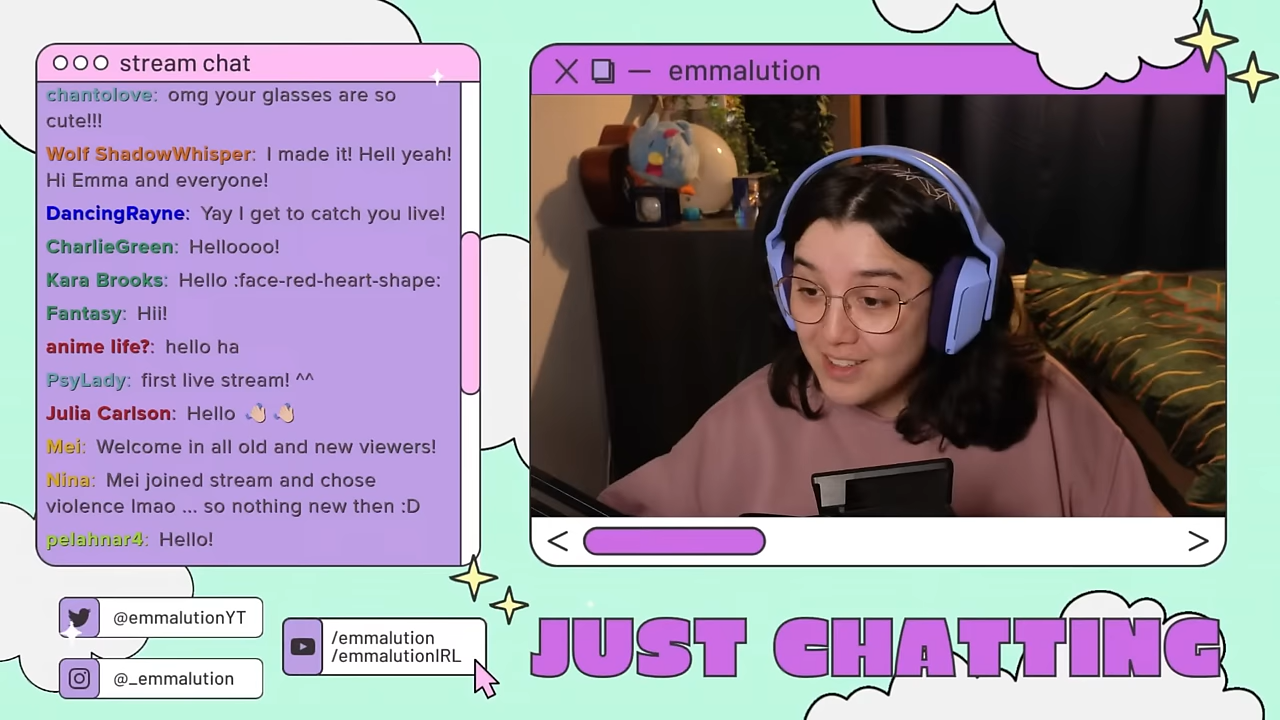 stream chat
chantolove: omg your glasses are so
cute!!!
Wolf ShadowWhisper: I made it! Hell yeah!
Hi Emma and everyone!
DancingRayne: Yay I get to catch you live!
CharlieGreen: Helloooo!
Kara Brooks: Hello :face-red-heart-shape:
Fantasy: Hii!
anime life?: hello ha
PsyLady: first live stream! ^^
Julia Carlson: Hello 👋🏻 👋🏻
Mei: Welcome in all old and new viewers!
Nina: Mei joined stream and chose
violence lmao ... so nothing new then :D
pelahnar4: Hello!
emmalution
@emmalutionYT
@_emmalution
/emmalution
/emmalutionIRL
JUST CHATTING